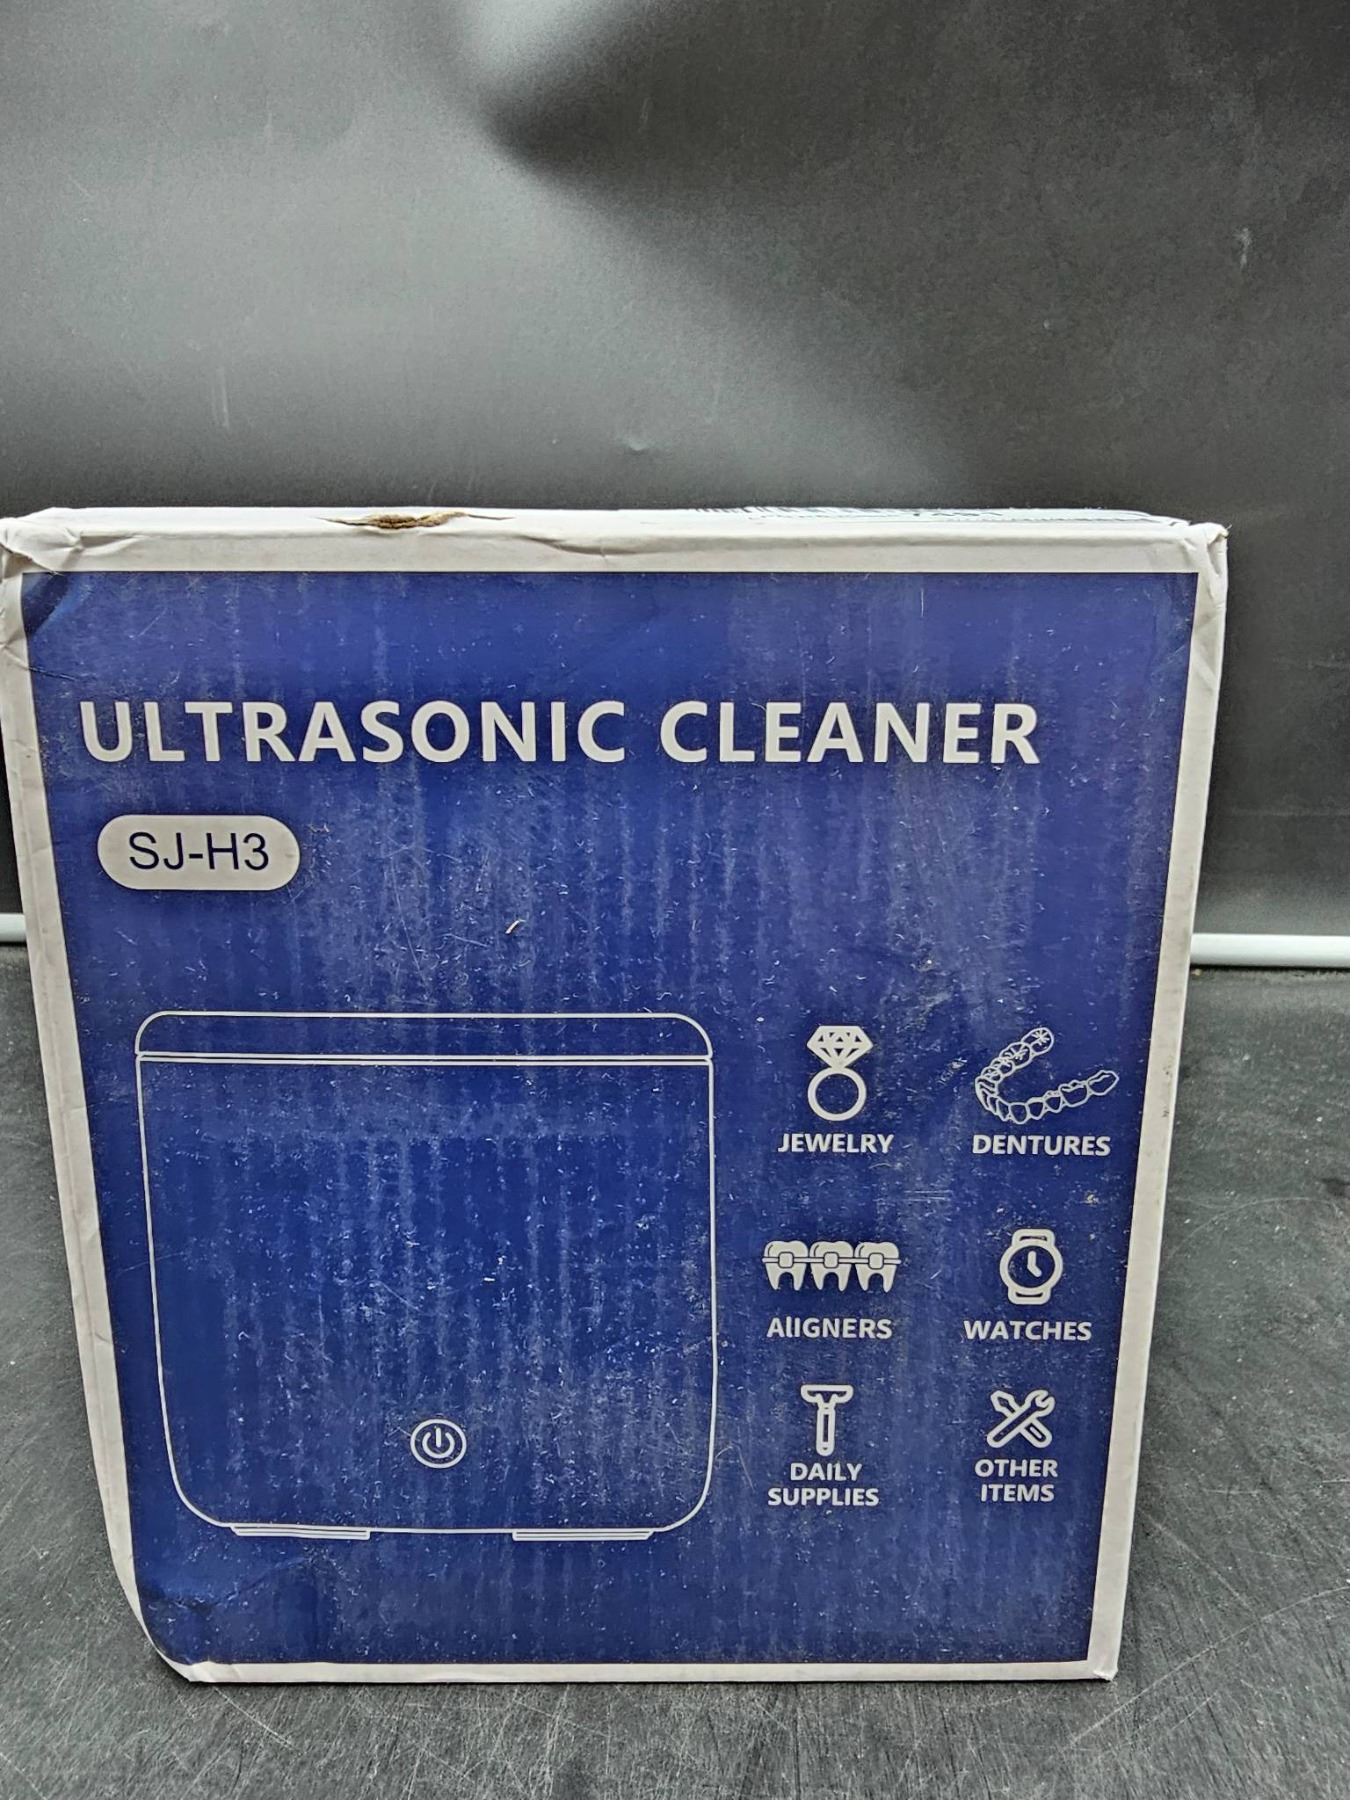 ULTRASONIC CLEANER
SJ-H3
JEWELRY
DENTURES
AlIGNERS
WATCHES
DAILY
SUPPLIES
OTHER
ITEMS